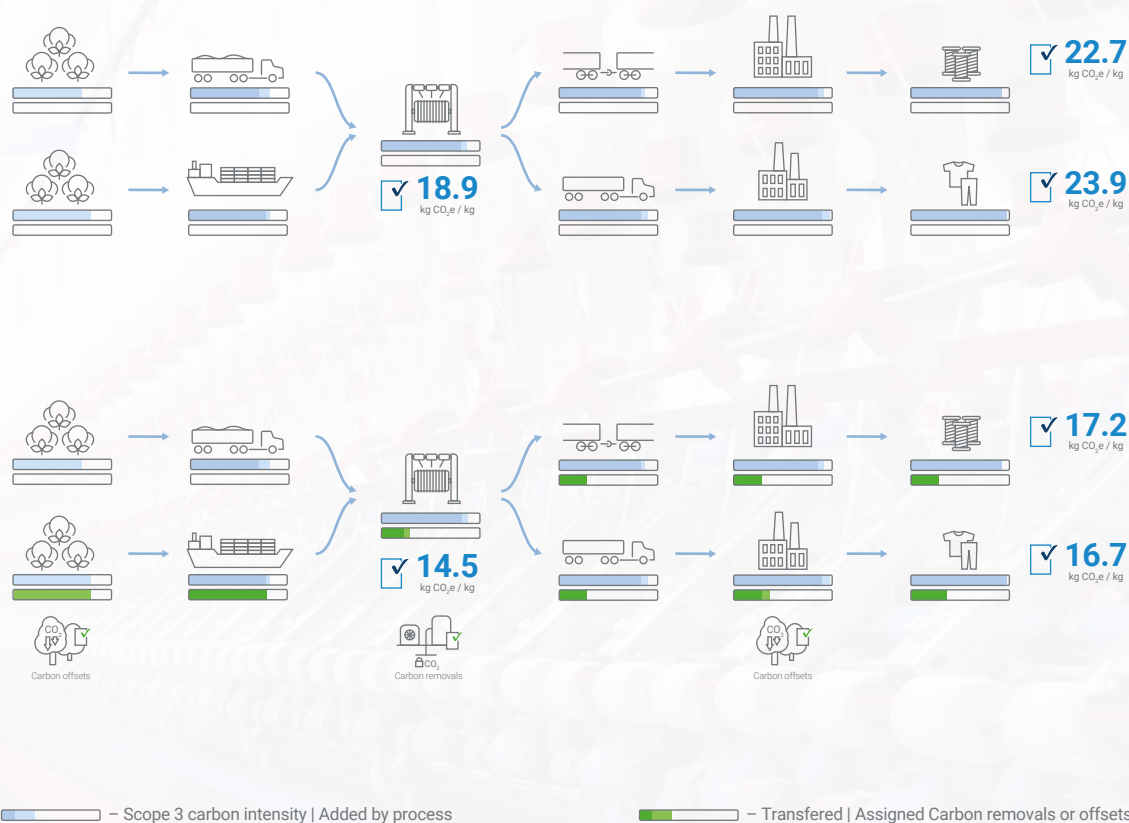 22.7
kg CO₂e / kg
18.9
kg CO₂e / kg
23.9
kg CO₂e / kg
17.2
kg CO₂e / kg
14.5
kg CO₂e / kg
16.7
kg CO₂e / kg
CO₂
Carbon offsets
CO₂
Carbon removals
CO₂
Carbon offsets
– Scope 3 carbon intensity | Added by process
– Transfered | Assigned Carbon removals or offsets